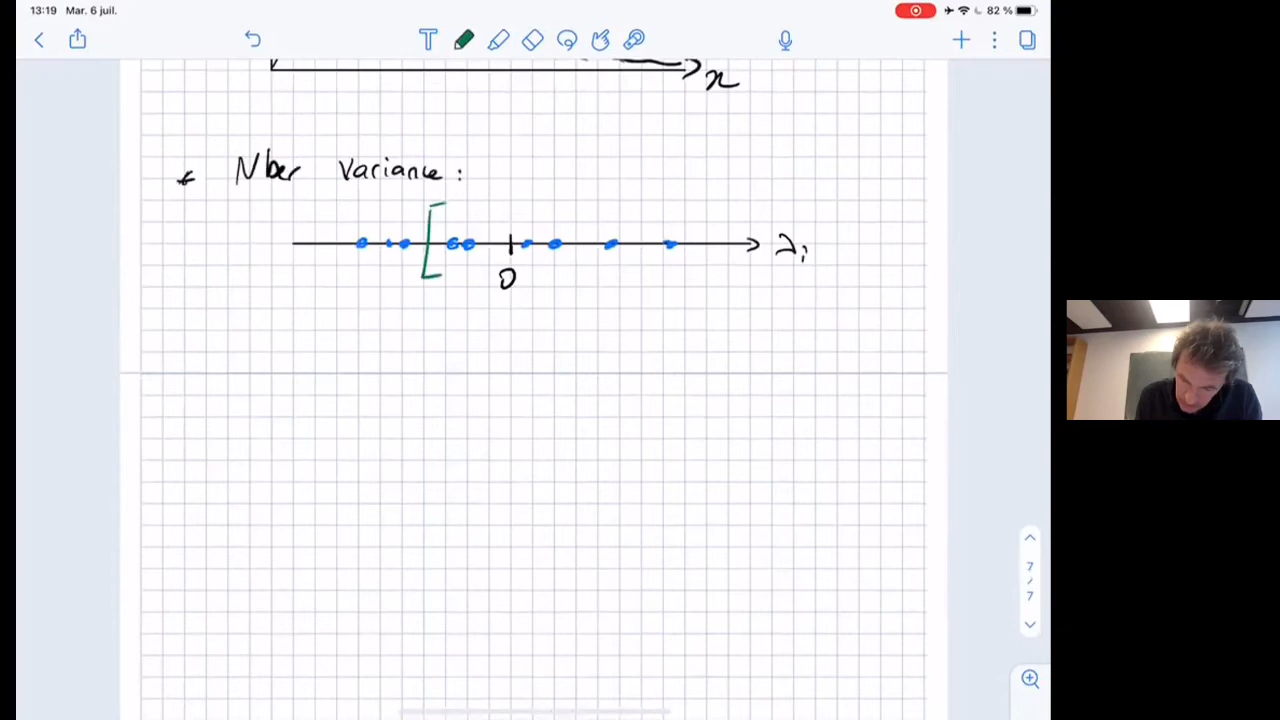 13:19 Mar. 6 juil.
82 %
T
x
* Nber Variance:
λi
0
7
/
7